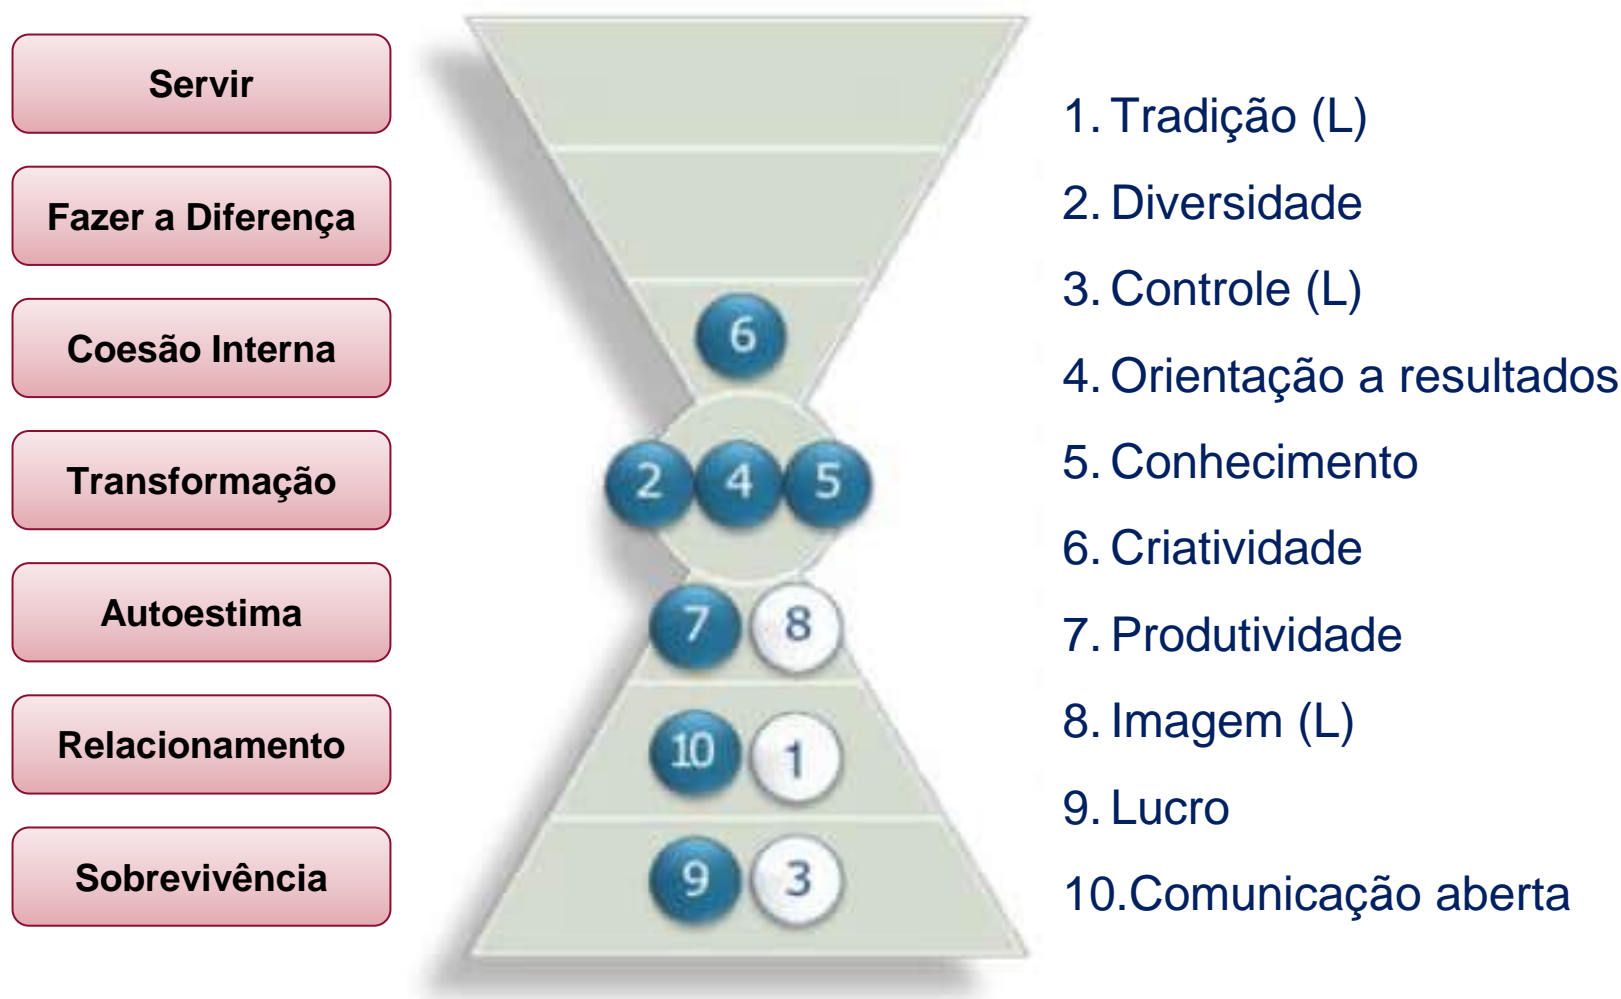 Servir
Fazer a Diferença
Coesão Interna
Transformação
Autoestima
Relacionamento
Sobrevivência
6
2 4 5
7 8
10 1
9 3
1. Tradição (L)
2. Diversidade
3. Controle (L)
4. Orientação a resultados
5. Conhecimento
6. Criatividade
7. Produtividade
8. Imagem (L)
9. Lucro
10.Comunicação aberta